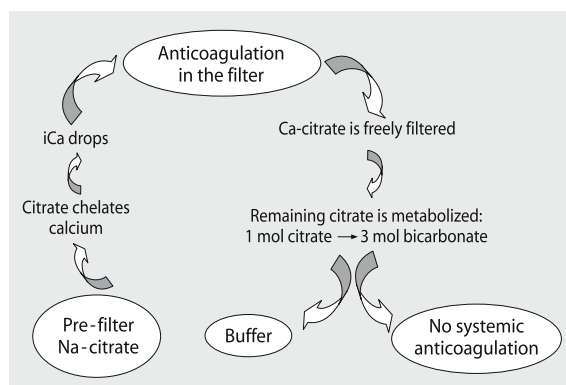 Anticoagulation
in the filter
iCa drops
Ca-citrate is freely filtered
Citrate chelates
calcium
Remaining citrate is metabolized:
1 mol citrate → 3 mol bicarbonate
Pre-filter
Na-citrate
Buffer
No systemic
anticoagulation